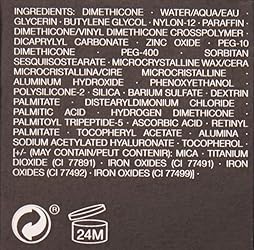 INGREDIENTS: DIMETHICONE · WATER/AQUA/EAU ·
GLYCERIN · BUTYLENE GLYCOL · NYLON-12 · PARAFFIN ·
DIMETHICONE/VINYL DIMETHICONE CROSSPOLYMER ·
DICAPRYLYL CARBONATE · ZINC OXIDE · PEG-10
DIMETHICONE · PEG-400 · SORBITAN
SESQUIISOSTEARATE · MICROCRYSTALLINE WAX/CERA
MICROCRISTALLINA/CIRE MICROCRISTALLINE ·
ALUMINUM HYDROXIDE · PHENOXYETHANOL ·
POLYSILICONE-2 · SILICA · BARIUM SULFATE · DEXTRIN
PALMITATE · DISTEARYLDIMONIUM CHLORIDE ·
PALMITIC ACID · HYDROGEN DIMETHICONE ·
PALMITOYL TRIPEPTIDE-5 · ASCORBIC ACID · RETINYL
PALMITATE · TOCOPHERYL ACETATE · ALUMINA ·
SODIUM ACETYLATED HYALURONATE · TOCOPHEROL ·
[+/- (MAY CONTAIN/PEUT CONTENIR): MICA · TITANIUM
DIOXIDE (CI 77891) · IRON OXIDES (CI 77491) · IRON
OXIDES (CI 77492) · IRON OXIDES (CI 77499)] ·
®
24M